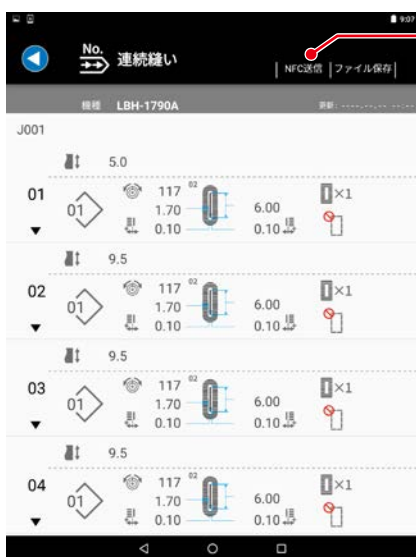 9:07
No.
連続縫い
NFC送信 ファイル保存
機種 LBH-1790A 更新: ----.--.-- --:--
J001
5.0
01 01 117 02 1.70 0.10 6.00 0.10 ×1
9.5
02 01 117 02 1.70 0.10 6.00 0.10 ×1
9.5
03 01 117 02 1.70 0.10 6.00 0.10 ×1
9.5
04 01 117 02 1.70 0.10 6.00 0.10 ×1